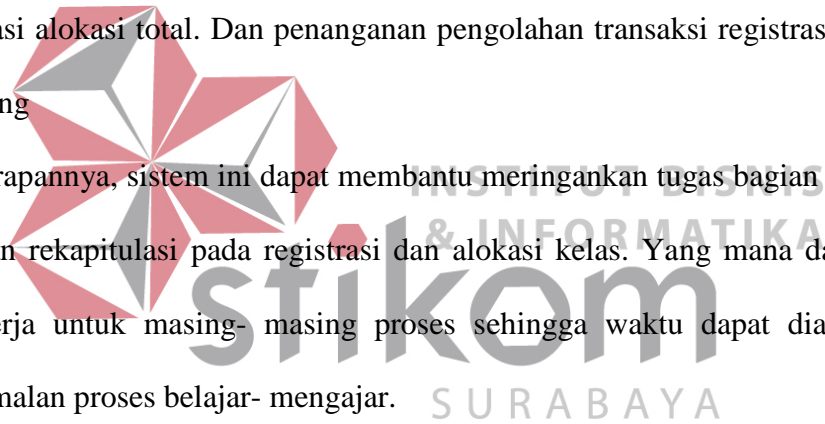 asi alokasi total. Dan penanganan pengolahan transaksi registras
ng
rapannya, sistem ini dapat membantu meringankan tugas bagian
INSTITUT BISNIS
& INFORMATIKA
n rekapitulasi pada registrasi dan alokasi kelas. Yang mana da
stikom
erja untuk masing- masing proses sehingga waktu dapat dia
malan proses belajar- mengajar.
SURABAYA